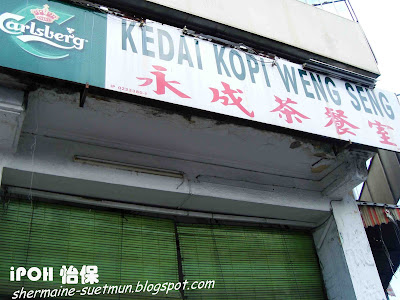 Carlsberg
KEDAI KOPI WENG SENG
永成茶餐室
iPOH 怡保
shermaine-suetmun.blogspot.com